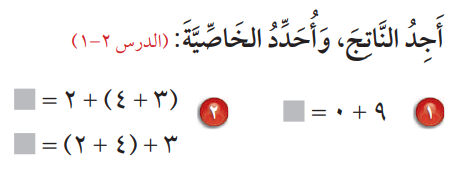 أَجِدُ النَّاتِجَ، وَأُحَدِّدُ الخَاصِّيَّةَ: (الدرس ٢-١)
١ ٩ + ٠ =
٢ (٣ + ٤) + ٢ =
٣ + (٤ + ٢) =